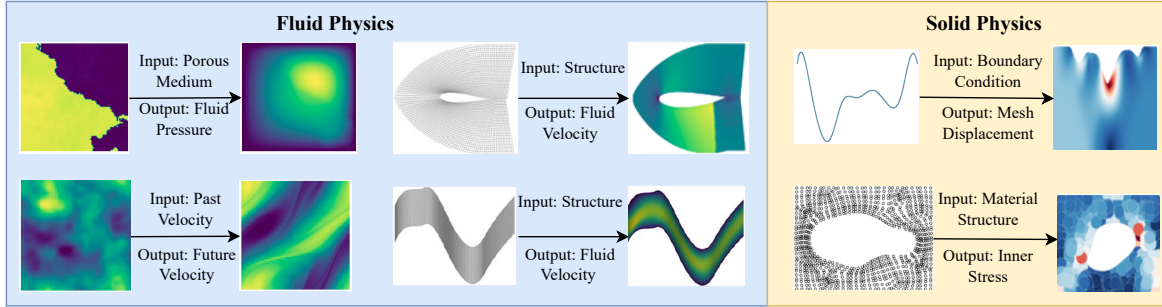 Fluid Physics
Input: Porous
Medium
Output: Fluid
Pressure
Input: Structure
Output: Fluid
Velocity
Input: Past
Velocity
Output: Future
Velocity
Input: Structure
Output: Fluid
Velocity
Solid Physics
Input: Boundary
Condition
Output: Mesh
Displacement
Input: Material
Structure
Output: Inner
Stress